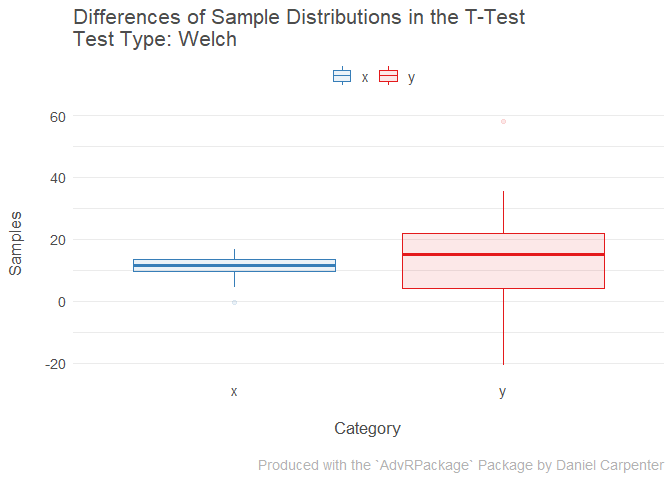 Differences of Sample Distributions in the T-Test
Test Type: Welch
x y
60
40
20
0
-20
Samples
x y
Category
Produced with the `AdvRPackage` Package by Daniel Carpenter